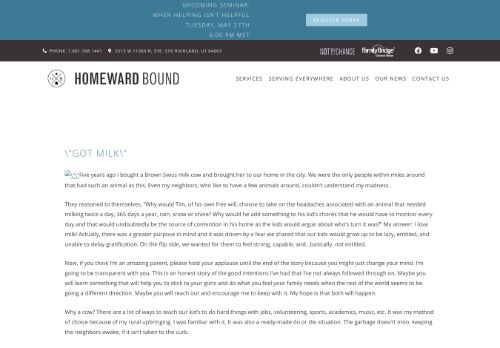 UPCOMING SEMINAR:
WHEN HELPING ISN'T HELPFUL
TUESDAY, MAY 27TH
6:00 PM MST
REGISTER TODAY
PHONE: 1.801.768.1441
5513 W 11000 N, STE. 316 HIGHLAND, UT 84003
NOT BY CHANCE
FamilyBridge
HOMEWARD BOUND
SERVICES
SERVING EVERYWHERE
ABOUT US
OUR NEWS
CONTACT US
\"GOT MILK\"
\"\"Five years ago I bought a Brown Swiss milk cow and brought her to our home in the city. We were the only people within miles around
that had such an animal as this. Even my neighbors, who like to have a few animals around, couldn't understand my madness.
They reasoned to themselves, "Why would Tim, of his own free will, choose to take on the headaches associated with an animal that needed
milking twice a day, 365 days a year, rain, snow or shine? Why would he add something to his kid's chores that he would have to monitor every
day and that would undoubtedly be the source of contention in his home as the kids would argue about who's turn it was?" My answer: I love
milk! Actually, there was a greater purpose in mind and it was driven by a fear we shared that our kids would grow up to be lazy, entitled, and
unable to delay gratification. On the flip side, we wanted for them to feel strong, capable, and...basically, not entitled.
Now, if you think I'm an amazing parent, please hold your applause until the end of the story because you might just change your mind. I'm
going to be transparent with you. This is an honest story of the good intentions I've had that I've not always followed through on. Maybe you
will learn something that will help you to stick to your guns and do what you feel your family needs when the rest of the world seems to be
going a different direction. Maybe you will reach out and encourage me to keep with it. My hope is that both will happen.
Why a cow? There are a lot of ways to teach our kid's to do hard things with jobs, volunteering, sports, academics, music, etc. It was my
method of choice because of my rural upbringing. I was familiar with it. It was also a ready-made do or die situation. The garbage doesn't moo, keeping
the neighbors awake, if it isn't taken to the curb.